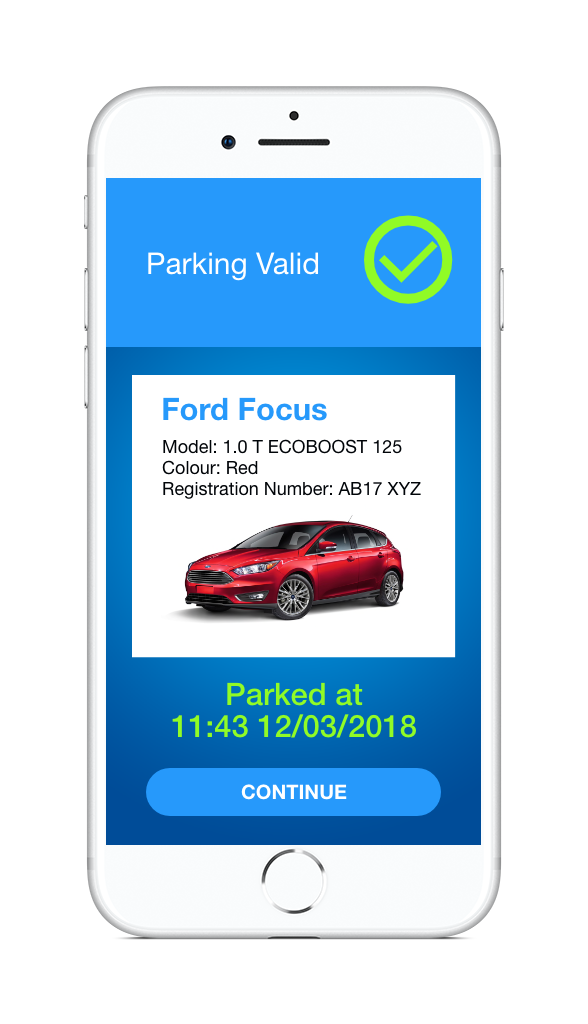 Parking Valid
Ford Focus
Model: 1.0 T ECOBOOST 125
Colour: Red
Registration Number: AB17 XYZ
Parked at
11:43 12/03/2018
CONTINUE